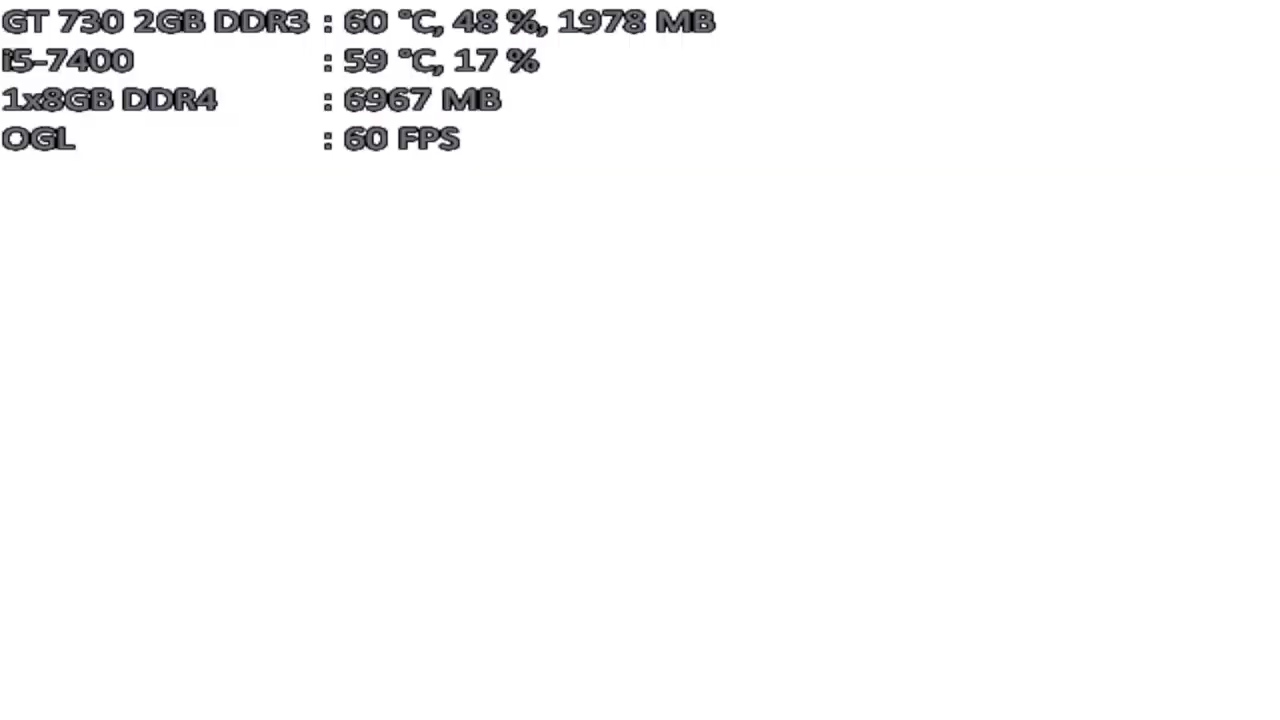 GT 730 2GB DDR3 : 60 °C, 48 %, 1978 MB
i5-7400 : 59 °C, 17 %
1x8GB DDR4 : 6967 MB
OGL : 60 FPS